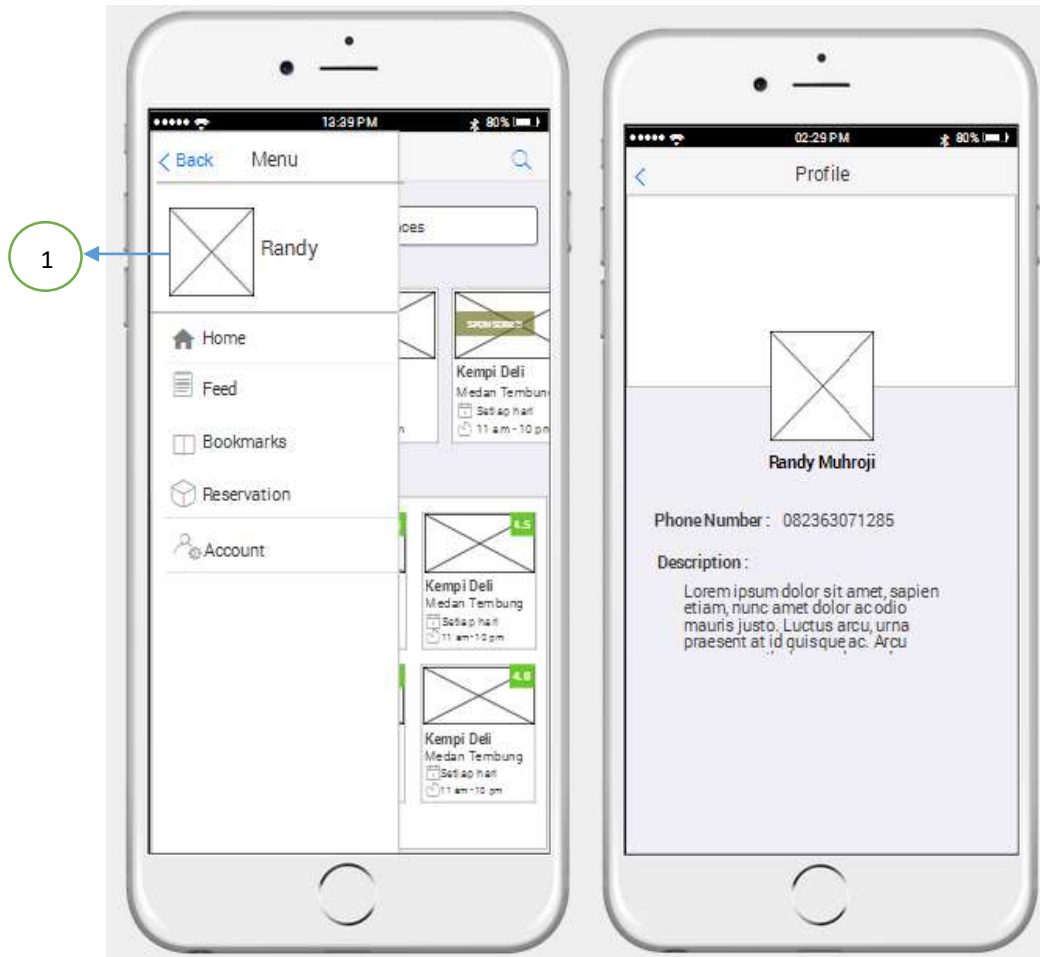 1
13:39 PM
80%
Back Menu
Randy
Home
Feed
Bookmarks
Reservation
Account
Kempi Deli
Medan Tembun
Setiap hari
11 am - 10 pm
4.5
Kempi Deli
Medan Tembung
Setiap hari
11 am - 10 pm
4.8
Kempi Deli
Medan Tembung
Setiap hari
11 am - 10 pm
02:29 PM
80%
Profile
Randy Muhroji
Phone Number : 082363071285
Description :
Lorem ipsum dolor sit amet, sapien
etiam, nunc amet dolor ac odio
mauris justo. Luctus arcu, urna
praesent at id quisque ac. Arcu